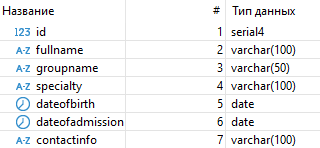 Название # Тип данных
123 id 1 serial4
A-Z fullname 2 varchar(100)
A-Z groupname 3 varchar(50)
A-Z specialty 4 varchar(100)
dateofbirth 5 date
dateofadmission 6 date
A-Z contactinfo 7 varchar(100)